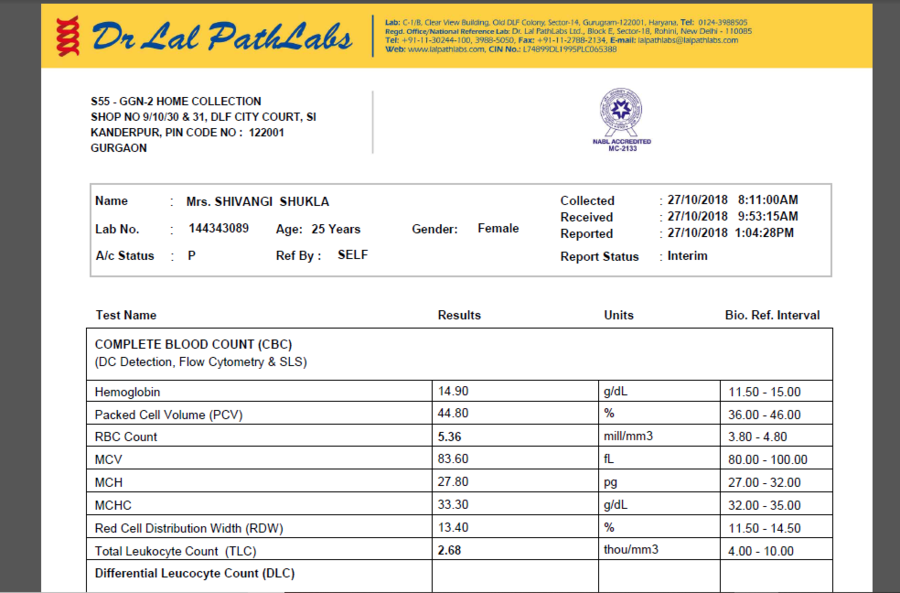 Dr Lal PathLabs
Lab: C-1/B, Clear View Building, Old DLF Colony, Sector-14, Gurugram-122001, Haryana, Tel: 0124-3988505
Regd. Office/National Reference Lab: Dr. Lal PathLabs Ltd., Block E, Sector-18, Rohini, New Delhi - 110085
Tel: +91-11-30244-100, 3988-5050, Fax: +91-11-2788-2134, E-mail: lalpathlabs@lalpathlabs.com
Web: www.lalpathlabs.com, CIN No.: L74899DL1995PLC065388
S55 - GGN-2 HOME COLLECTION
SHOP NO 9/10/30 & 31, DLF CITY COURT, SI
KANDERPUR, PIN CODE NO : 122001
GURGAON
NABL ACCREDITED
MC-2133
Name : Mrs. SHIVANGI SHUKLA Collected : 27/10/2018 8:11:00AM
Received : 27/10/2018 9:53:15AM
Lab No. : 144343089 Age: 25 Years Gender: Female Reported : 27/10/2018 1:04:28PM
A/c Status : P Ref By : SELF Report Status : Interim
Test Name Results Units Bio. Ref. Interval
COMPLETE BLOOD COUNT (CBC)
(DC Detection, Flow Cytometry & SLS)
Hemoglobin 14.90 g/dL 11.50 - 15.00
Packed Cell Volume (PCV) 44.80 % 36.00 - 46.00
RBC Count 5.36 mill/mm3 3.80 - 4.80
MCV 83.60 fL 80.00 - 100.00
MCH 27.80 pg 27.00 - 32.00
MCHC 33.30 g/dL 32.00 - 35.00
Red Cell Distribution Width (RDW) 13.40 % 11.50 - 14.50
Total Leukocyte Count (TLC) 2.68 thou/mm3 4.00 - 10.00
Differential Leucocyte Count (DLC)